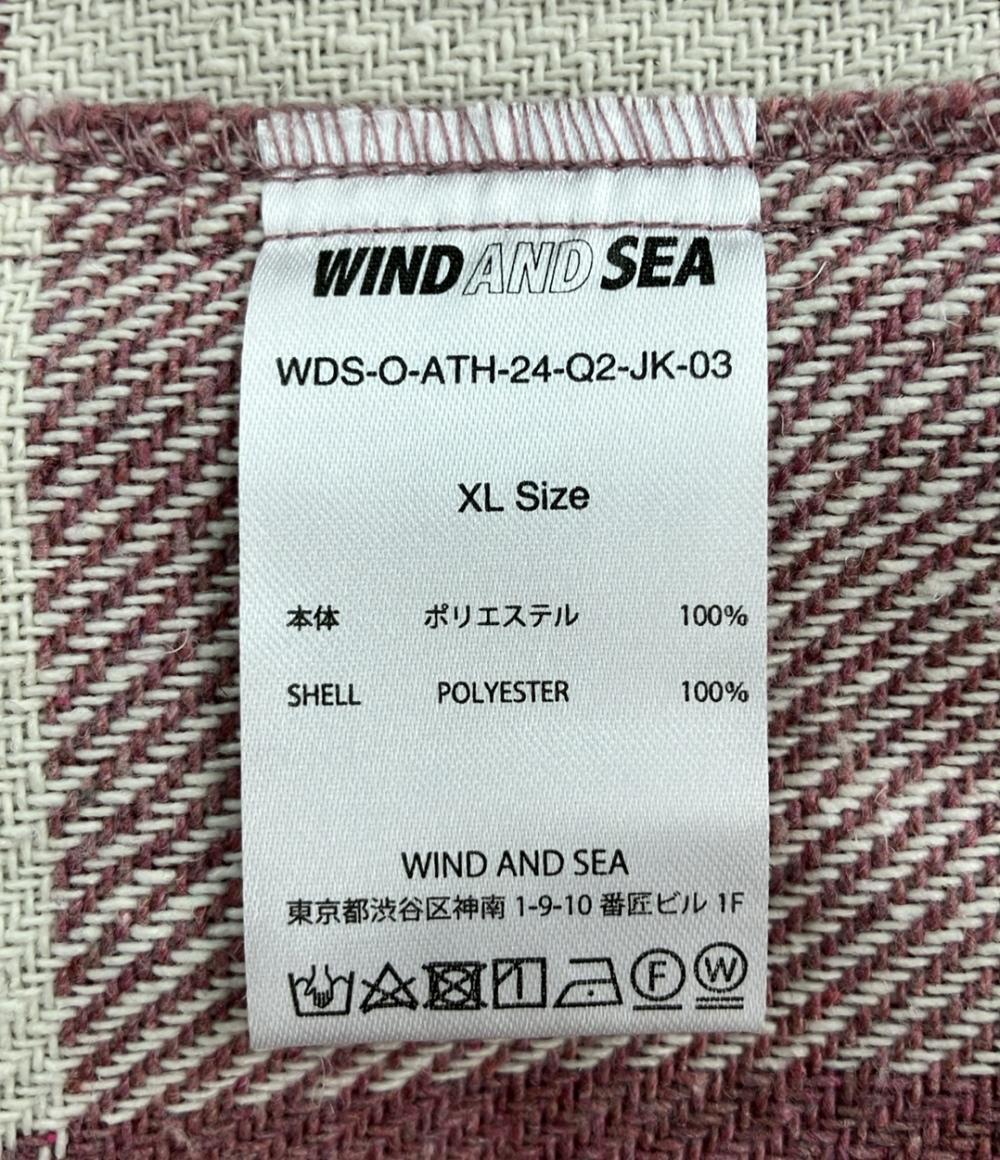 WIND AND SEA
WDS-O-ATH-24-Q2-JK-03
XL Size
本体 ポリエステル 100%
SHELL POLYESTER 100%
WIND AND SEA
東京都渋谷区神南 1-9-10 番匠ビル 1F
F W